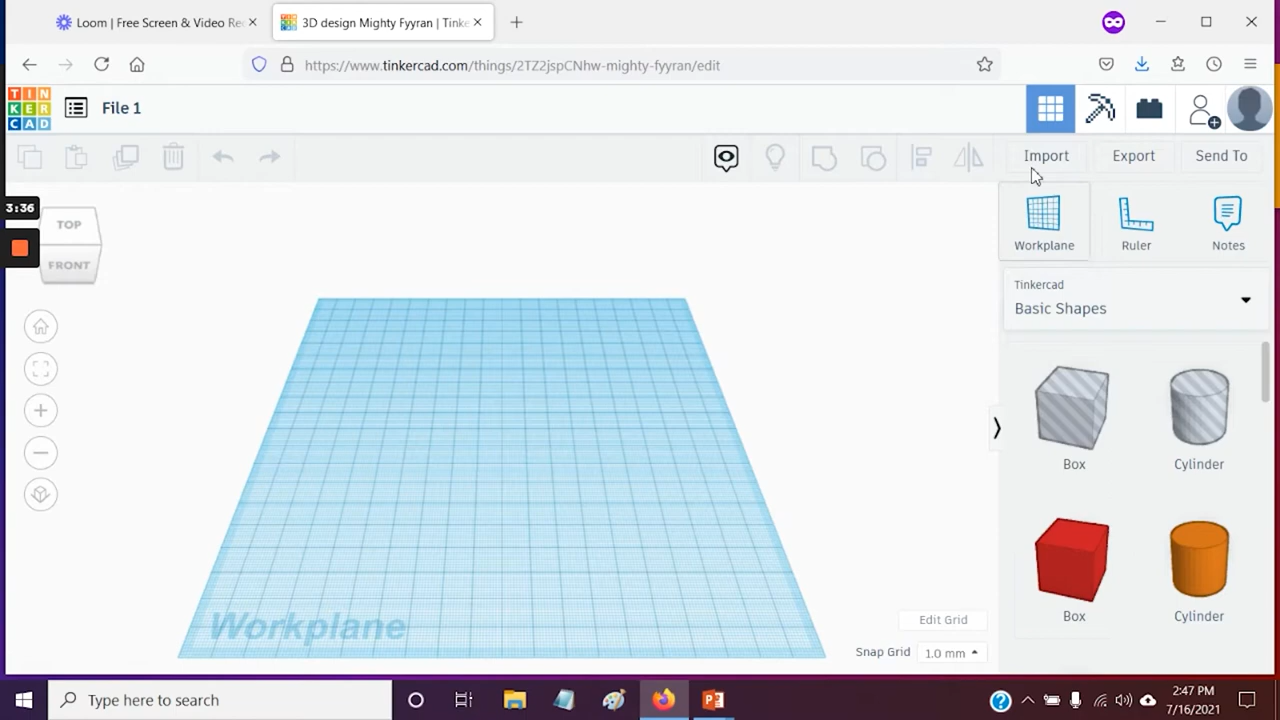 Loom | Free Screen & Video Rec
3D design Mighty Fyyran | Tinke
https://www.tinkercad.com/things/2TZ2jspCNhw-mighty-fyyran/edit
TIN
KER
CAD
File 1
Import
Export
Send To
3:36
TOP
FRONT
Workplane
Ruler
Notes
Tinkercad
Basic Shapes
Box
Cylinder
Box
Cylinder
Workplane
Edit Grid
Snap Grid
1.0 mm
Type here to search
2:47 PM
7/16/2021